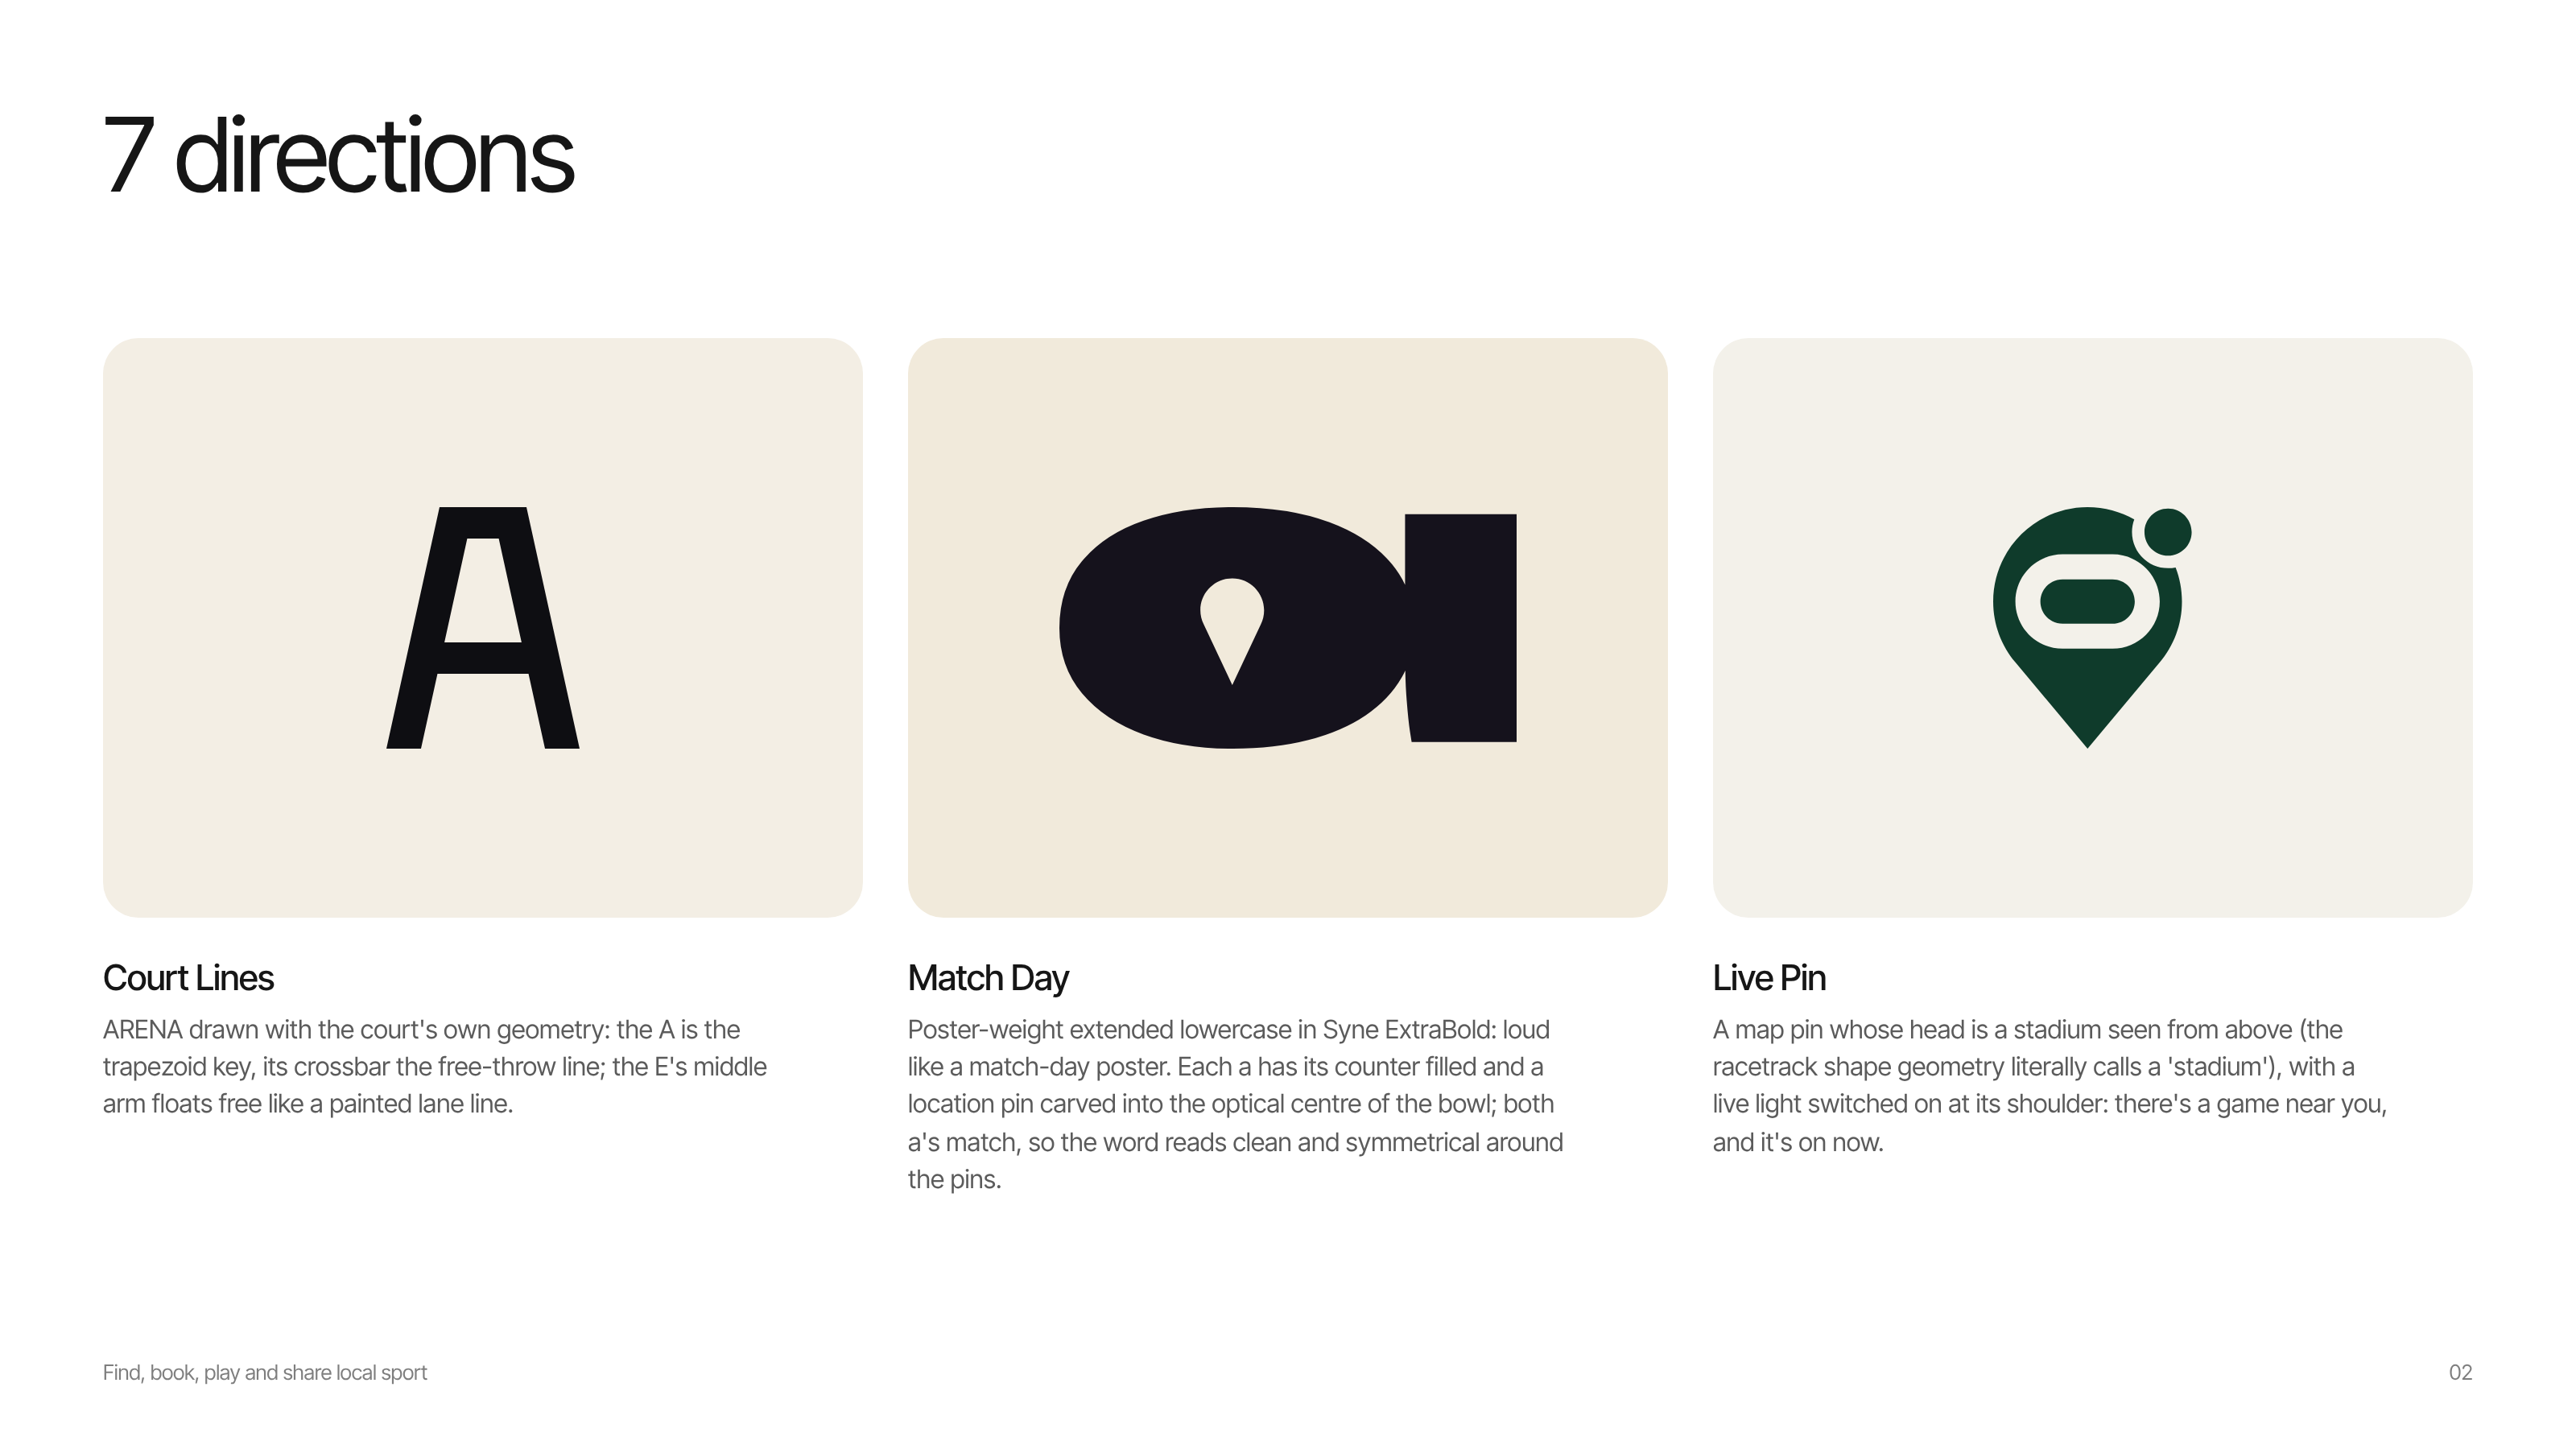 7 directions
A
a
Court Lines
ARENA drawn with the court's own geometry: the A is the
trapezoid key, its crossbar the free-throw line; the E's middle
arm floats free like a painted lane line.
Match Day
Poster-weight extended lowercase in Syne ExtraBold: loud
like a match-day poster. Each a has its counter filled and a
location pin carved into the optical centre of the bowl; both
a's match, so the word reads clean and symmetrical around
the pins.
Live Pin
A map pin whose head is a stadium seen from above (the
racetrack shape geometry literally calls a 'stadium'), with a
live light switched on at its shoulder: there's a game near you,
and it's on now.
Find, book, play and share local sport
02